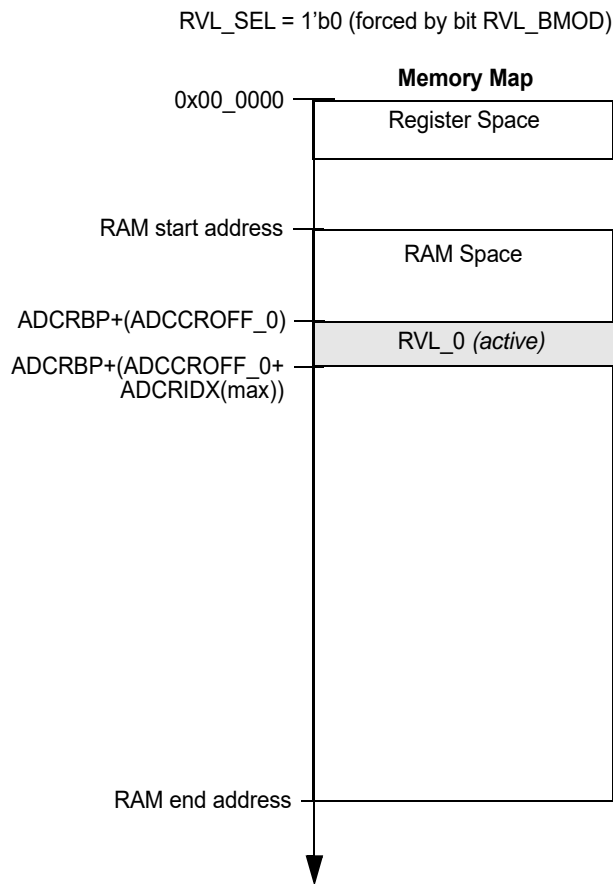 RVL_SEL = 1'b0 (forced by bit RVL_BMOD)
Memory Map
0x00_0000
Register Space
RAM start address
RAM Space
ADCRBP+(ADCCROFF_0)
RVL_0 (active)
ADCRBP+(ADCCROFF_0+
ADCRIDX(max))
RAM end address